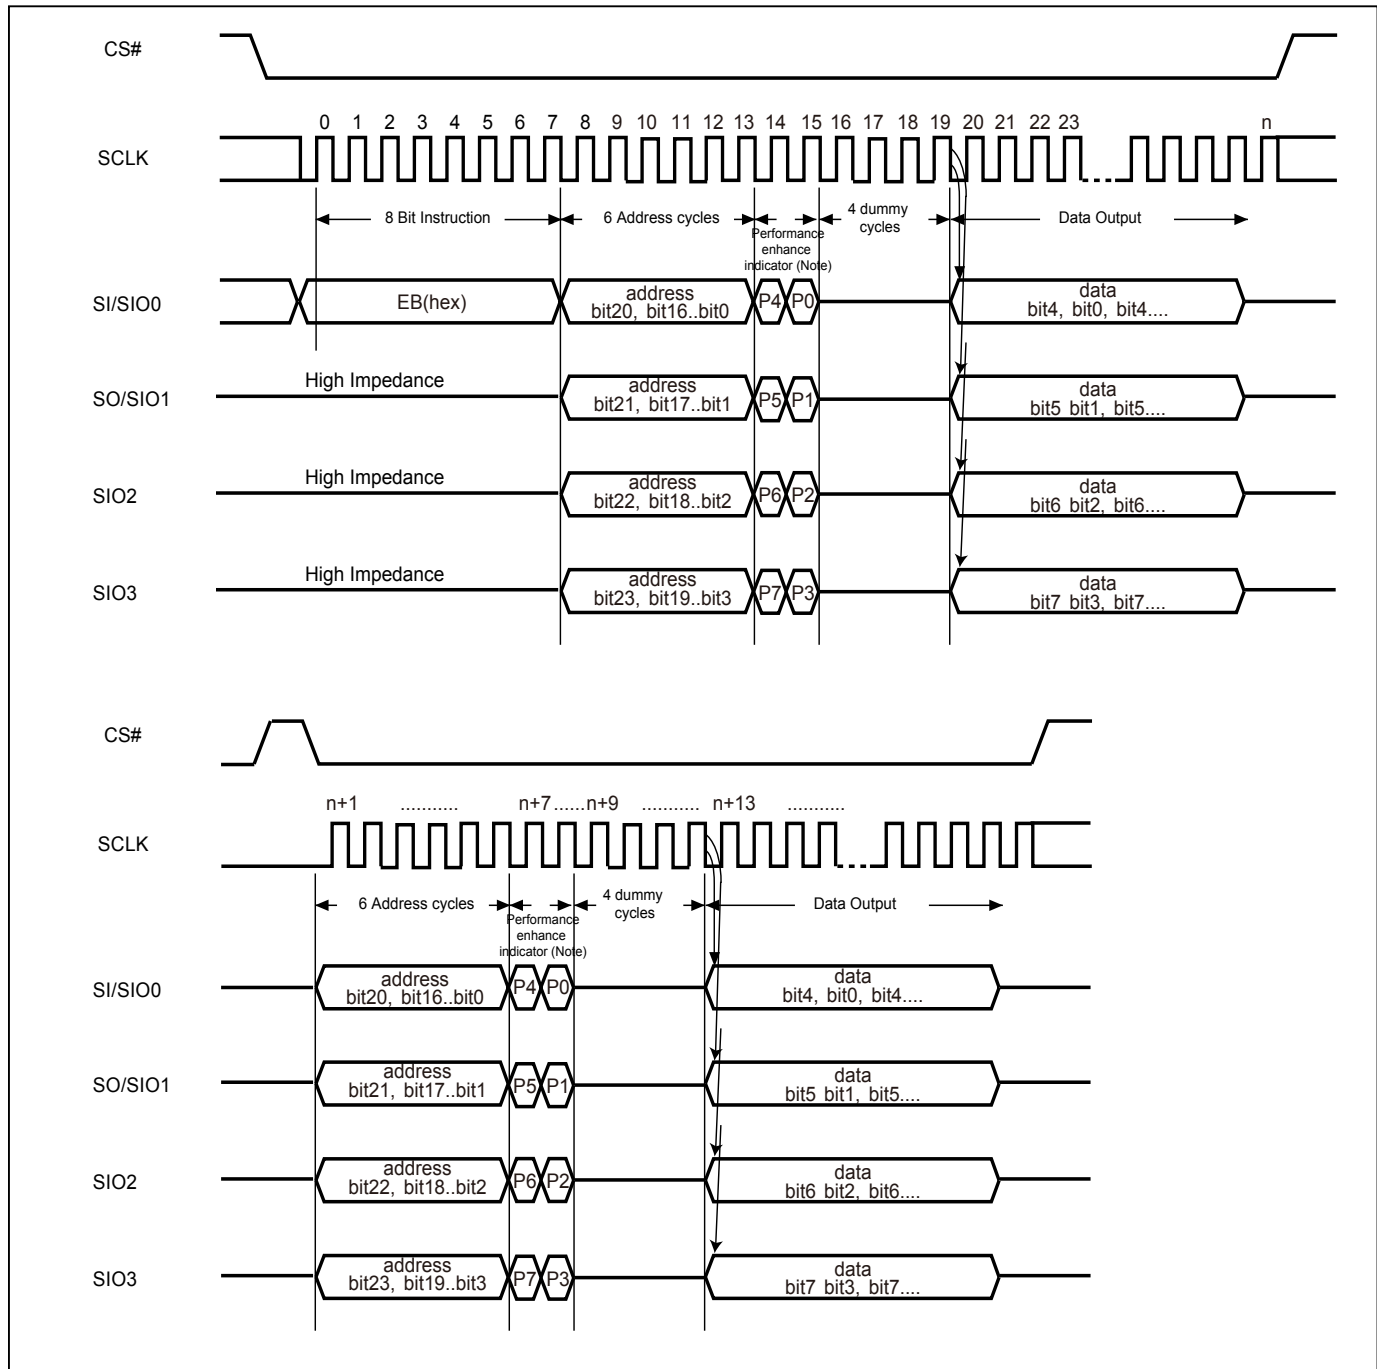 CS#
0 1 2 3 4 5 6 7 8 9 10 11 12 13 14 15 16 17 18 19 20 21 22 23 n
SCLK
8 Bit Instruction 6 Address cycles 4 dummy cycles Data Output
Performance enhance indicator (Note)
SI/SIO0
EB(hex)
address
bit20, bit16..bit0
P4 P0
data
bit4, bit0, bit4....
SO/SIO1
High Impedance
address
bit21, bit17..bit1
P5 P1
data
bit5 bit1, bit5....
SIO2
High Impedance
address
bit22, bit18..bit2
P6 P2
data
bit6 bit2, bit6....
SIO3
High Impedance
address
bit23, bit19..bit3
P7 P3
data
bit7 bit3, bit7....
CS#
n+1 ........... n+7 ......n+9 ........... n+13 ...........
SCLK
6 Address cycles 4 dummy cycles Data Output
Performance enhance indicator (Note)
SI/SIO0
address
bit20, bit16..bit0
P4 P0
data
bit4, bit0, bit4....
SO/SIO1
address
bit21, bit17..bit1
P5 P1
data
bit5 bit1, bit5....
SIO2
address
bit22, bit18..bit2
P6 P2
data
bit6 bit2, bit6....
SIO3
address
bit23, bit19..bit3
P7 P3
data
bit7 bit3, bit7....